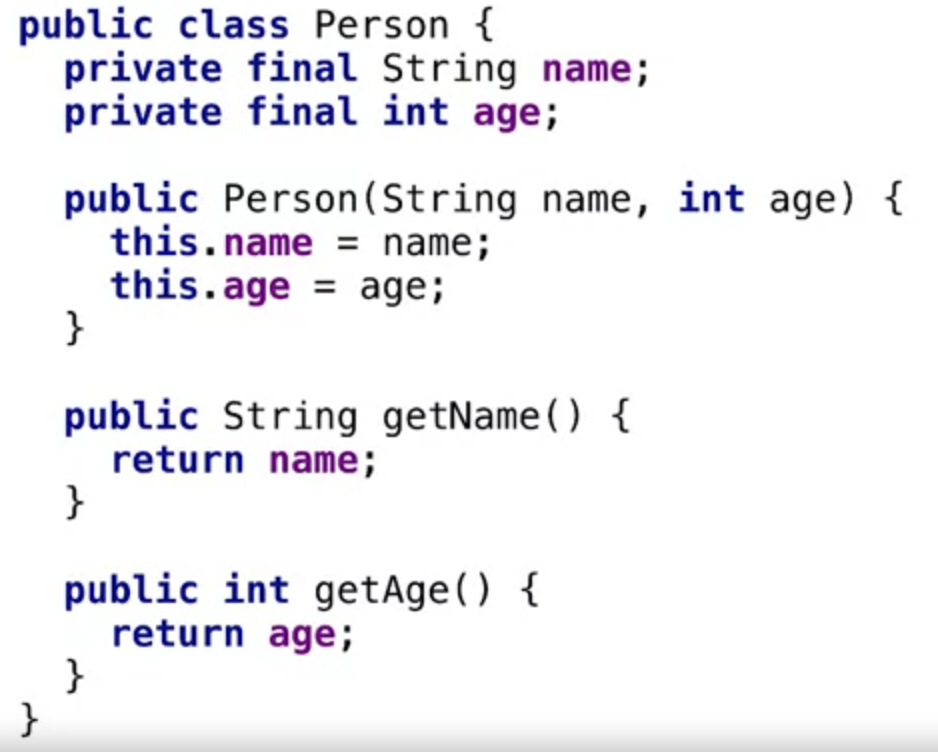 public class Person {
  private final String name;
  private final int age;

  public Person(String name, int age) {
    this.name = name;
    this.age = age;
  }

  public String getName() {
    return name;
  }

  public int getAge() {
    return age;
  }
}